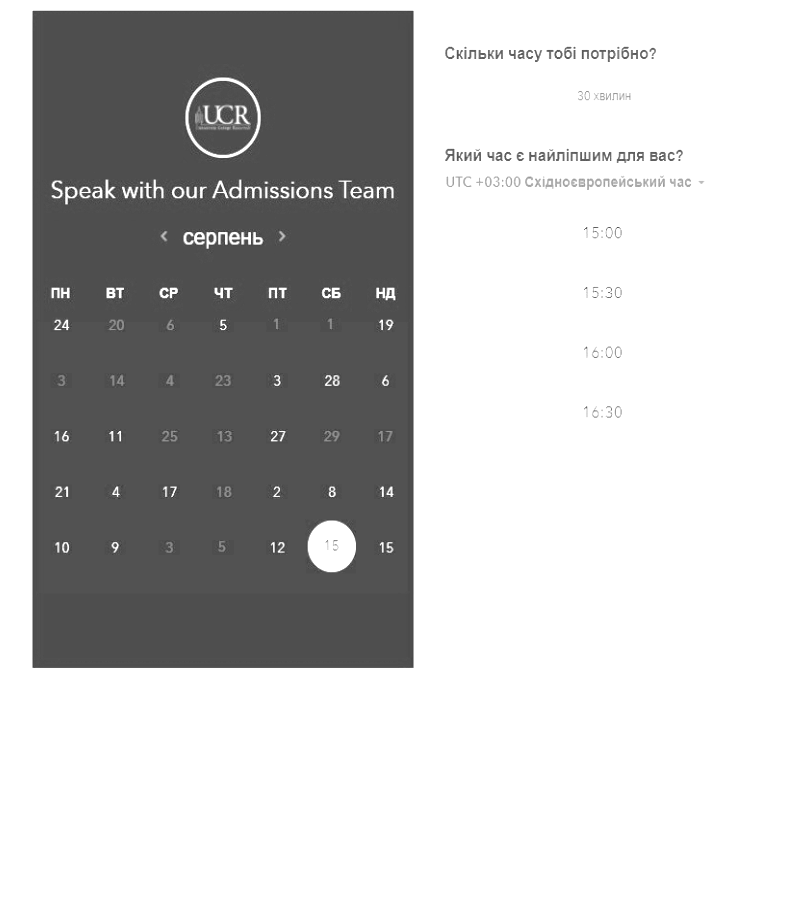 UCR
Speak with our Admissions Team
< серпень >
ПН ВТ СР ЧТ ПТ СБ НД
24 20 6 5 1 1 19
3 14 4 23 3 28 6
16 11 25 13 27 29 17
21 4 17 18 2 8 14
10 9 3 5 12 15 15
Скільки часу тобі потрібно?
30 хвилин
Який час є найліпшим для вас?
UTC +03:00 Східноєвропейський час
15:00
15:30
16:00
16:30